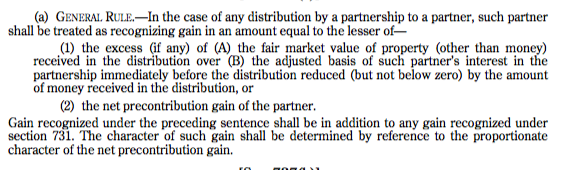 (a) GENERAL RULE.—In the case of any distribution by a partnership to a partner, such partner
shall be treated as recognizing gain in an amount equal to the lesser of—
(1) the excess (if any) of (A) the fair market value of property (other than money)
received in the distribution over (B) the adjusted basis of such partner's interest in the
partnership immediately before the distribution reduced (but not below zero) by the amount
of money received in the distribution, or
(2) the net precontribution gain of the partner.
Gain recognized under the preceding sentence shall be in addition to any gain recognized under
section 731. The character of such gain shall be determined by reference to the proportionate
character of the net precontribution gain.